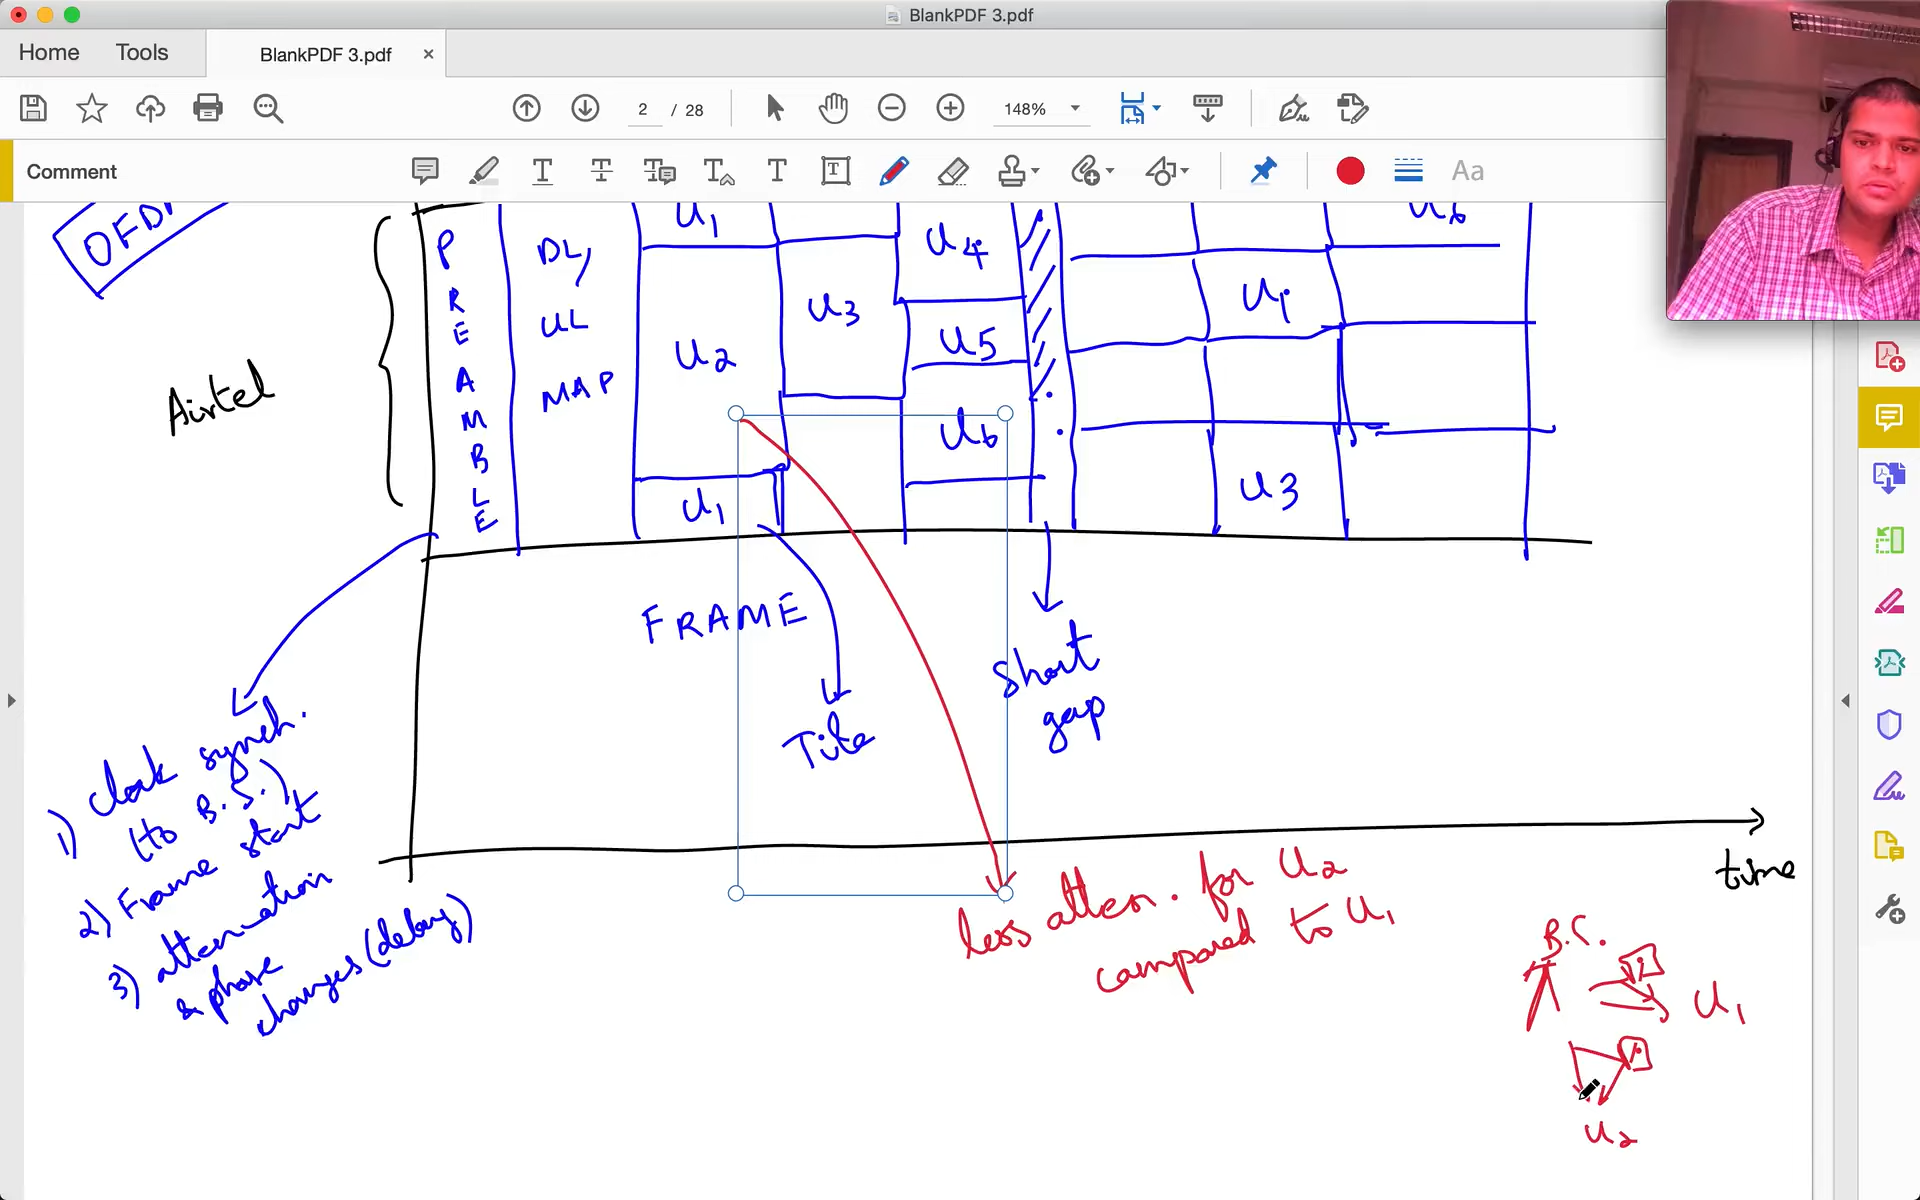 BlankPDF 3.pdf
Home
Tools
BlankPDF 3.pdf
2 / 28
148%
Comment
Aa
Airtel
PREAMBLE
DL/
UL
MAP
U1
U2
U1
U3
U4
U5
U6
U1
U3
FRAME
Tile
Short
gap
time
1) clock synch.
(to B.S.)
2) Frame start
3) attenuation
& phase
changes (delay)
less atten. for U2
compared to U1
B.S.
U1
U2